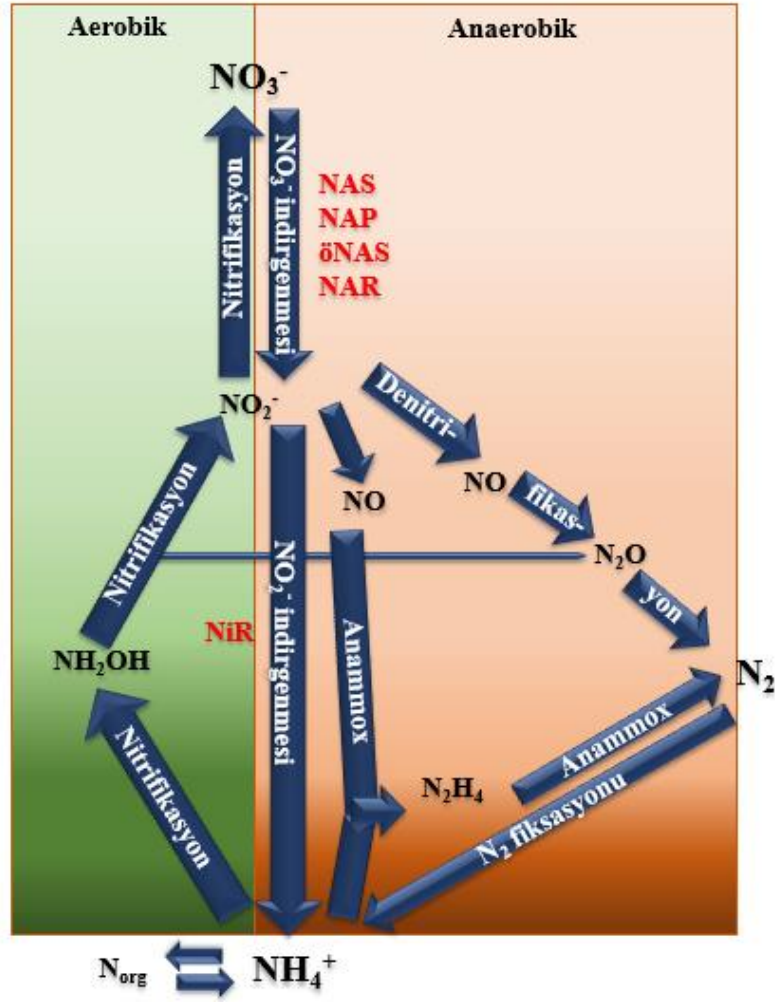 Aerobik
Anaerobik
NO₃⁻
Nitrifikasyon
NO₃⁻ indirgenmesi
NAS
NAP
öNAS
NAR
NO₂⁻
Denitri-
NO
NO
fikas-
N₂O
yon
Nitrifikasyon
NO₂⁻ indirgenmesi
NiR
Anammox
NH₂OH
N₂
Anammox
N₂H₄
N₂ fiksasyonu
Nitrifikasyon
N_org
NH₄⁺